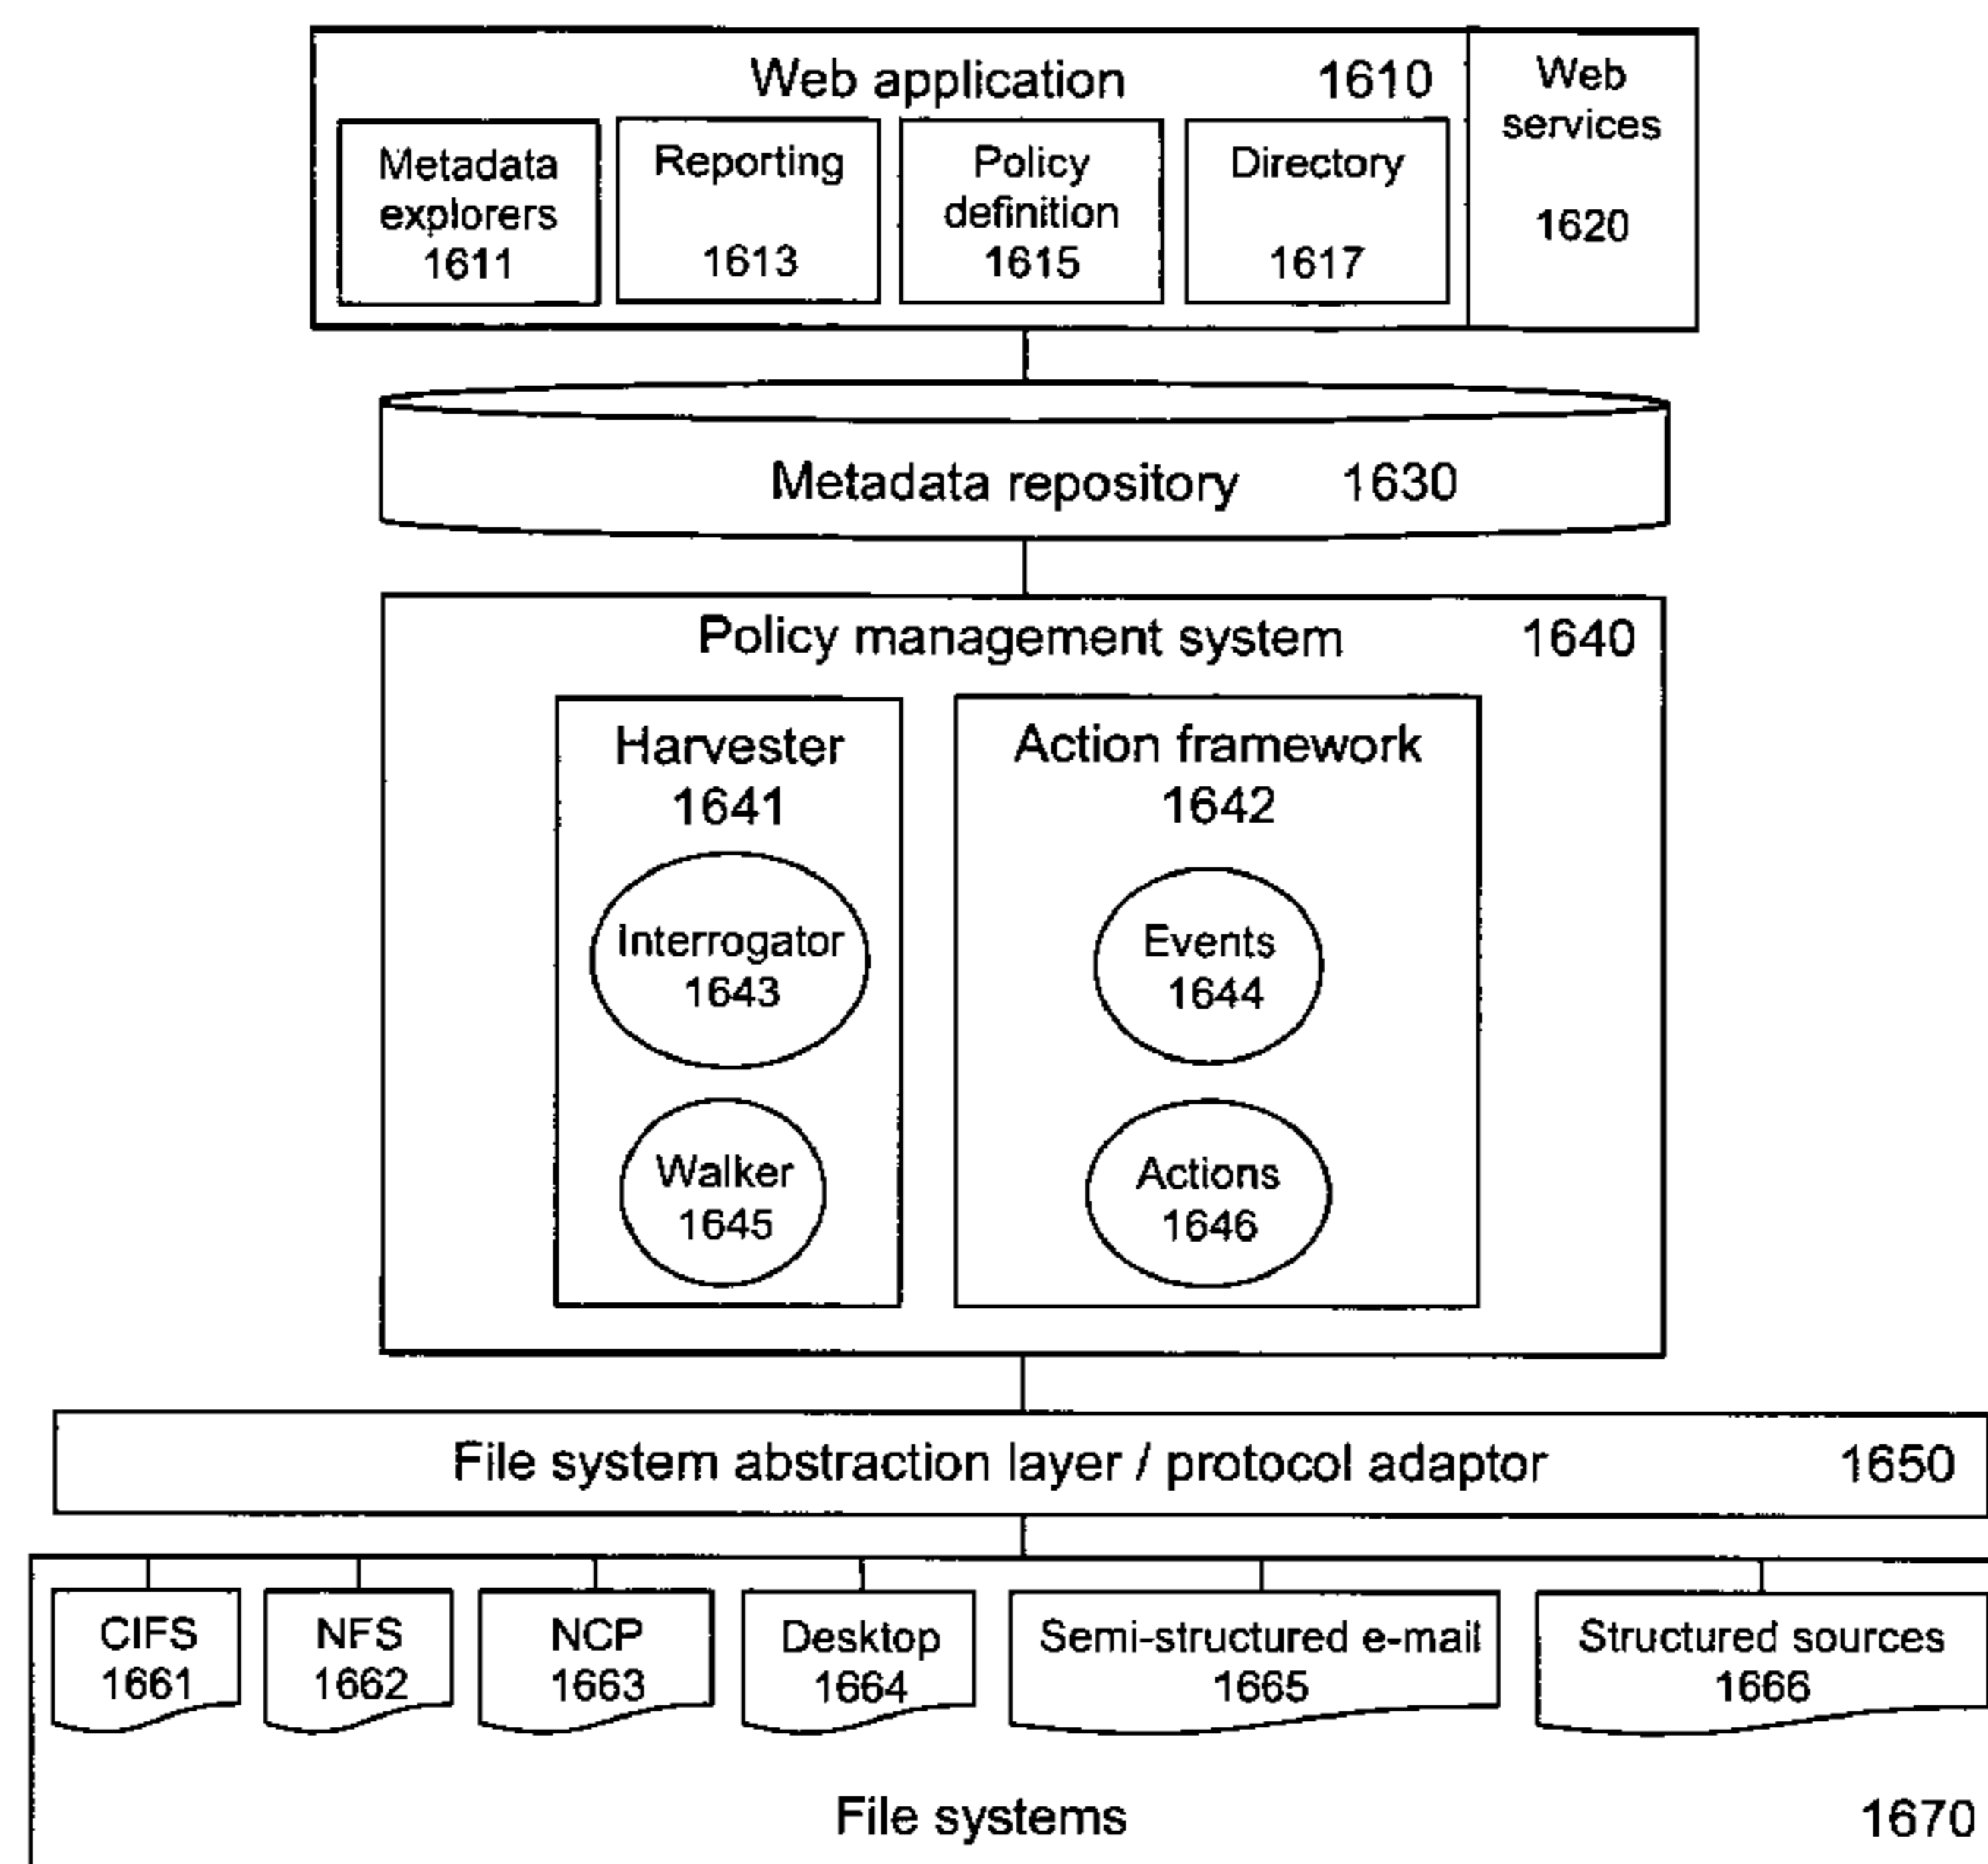 Web application 1610
Metadata
explorers
1611
Reporting
1613
Policy
definition
1615
Directory
1617
Web
services
1620
Metadata repository 1630
Policy management system 1640
Harvester
1641
Interrogator
1643
Walker
1645
Action framework
1642
Events
1644
Actions
1646
File system abstraction layer / protocol adaptor 1650
CIFS
1661
NFS
1662
NCP
1663
Desktop
1664
Semi-structured e-mail
1665
Structured sources
1666
File systems 1670